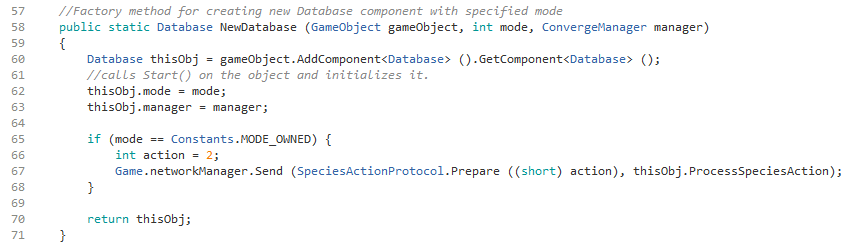 57 //Factory method for creating new Database component with specified mode
58 public static Database NewDatabase (GameObject gameObject, int mode, ConvergeManager manager)
59 {
60 Database thisObj = gameObject.AddComponent<Database> ().GetComponent<Database> ();
61 //calls Start() on the object and initializes it.
62 thisObj.mode = mode;
63 thisObj.manager = manager;
64
65 if (mode == Constants.MODE_OWNED) {
66 int action = 2;
67 Game.networkManager.Send (SpeciesActionProtocol.Prepare ((short) action), thisObj.ProcessSpeciesAction);
68 }
69
70 return thisObj;
71 }